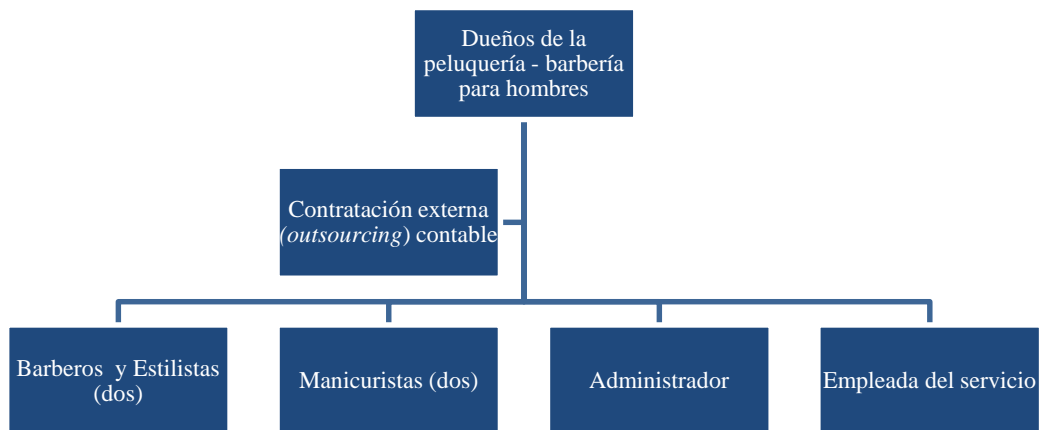 Dueños de la
peluquería - barbería
para hombres
Contratación externa
(outsourcing) contable
Barberos y Estilistas
(dos)
Manicuristas (dos)
Administrador
Empleada del servicio